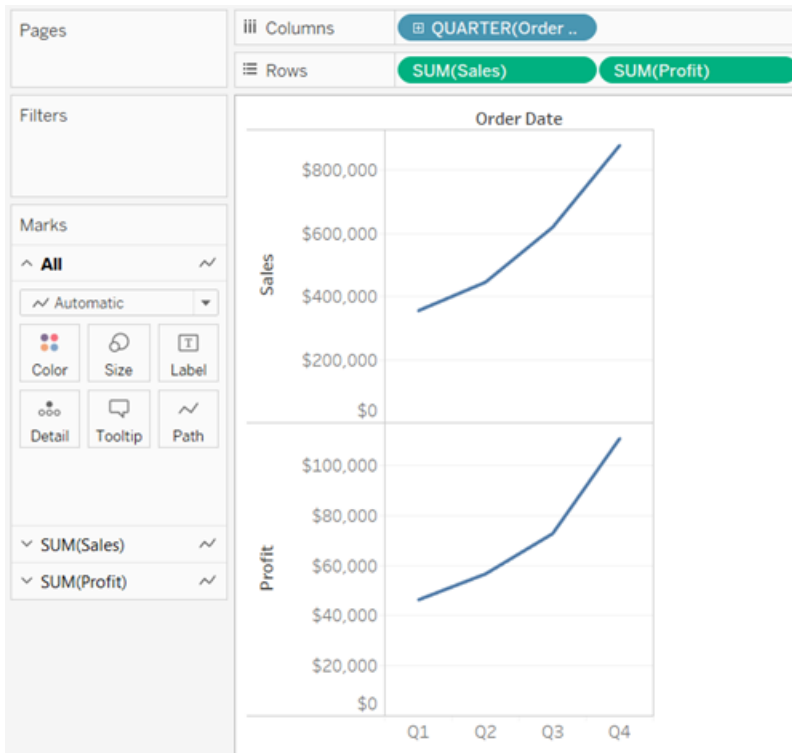 Pages
Columns
QUARTER(Order ..
Rows
SUM(Sales)
SUM(Profit)
Filters
Marks
All
Automatic
Color
Size
Label
Detail
Tooltip
Path
SUM(Sales)
SUM(Profit)
Order Date
Sales
$800,000
$600,000
$400,000
$200,000
$0
Profit
$100,000
$80,000
$60,000
$40,000
$20,000
$0
Q1 Q2 Q3 Q4